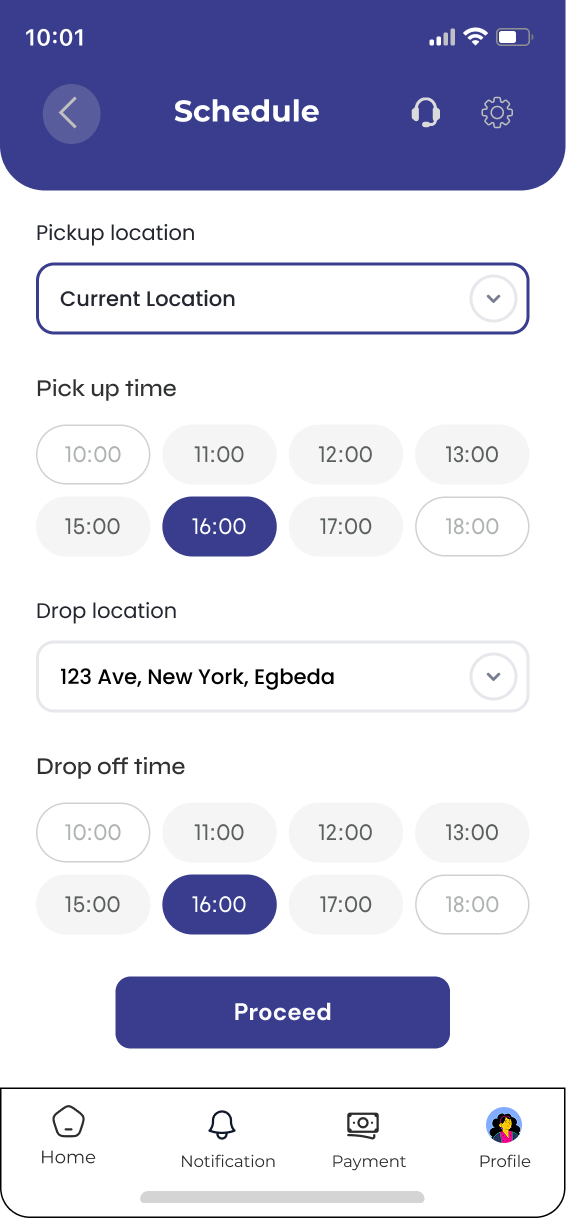 10:01
Schedule
Pickup location
Current Location
Pick up time
10:00 11:00 12:00 13:00
15:00 16:00 17:00 18:00
Drop location
123 Ave, New York, Egbeda
Drop off time
10:00 11:00 12:00 13:00
15:00 16:00 17:00 18:00
Proceed
Home Notification Payment Profile